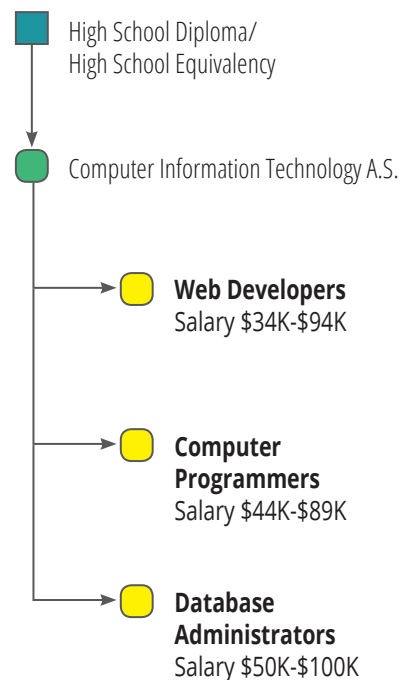 High School Diploma/
High School Equivalency
Computer Information Technology A.S.
Web Developers
Salary $34K-$94K
Computer
Programmers
Salary $44K-$89K
Database
Administrators
Salary $50K-$100K